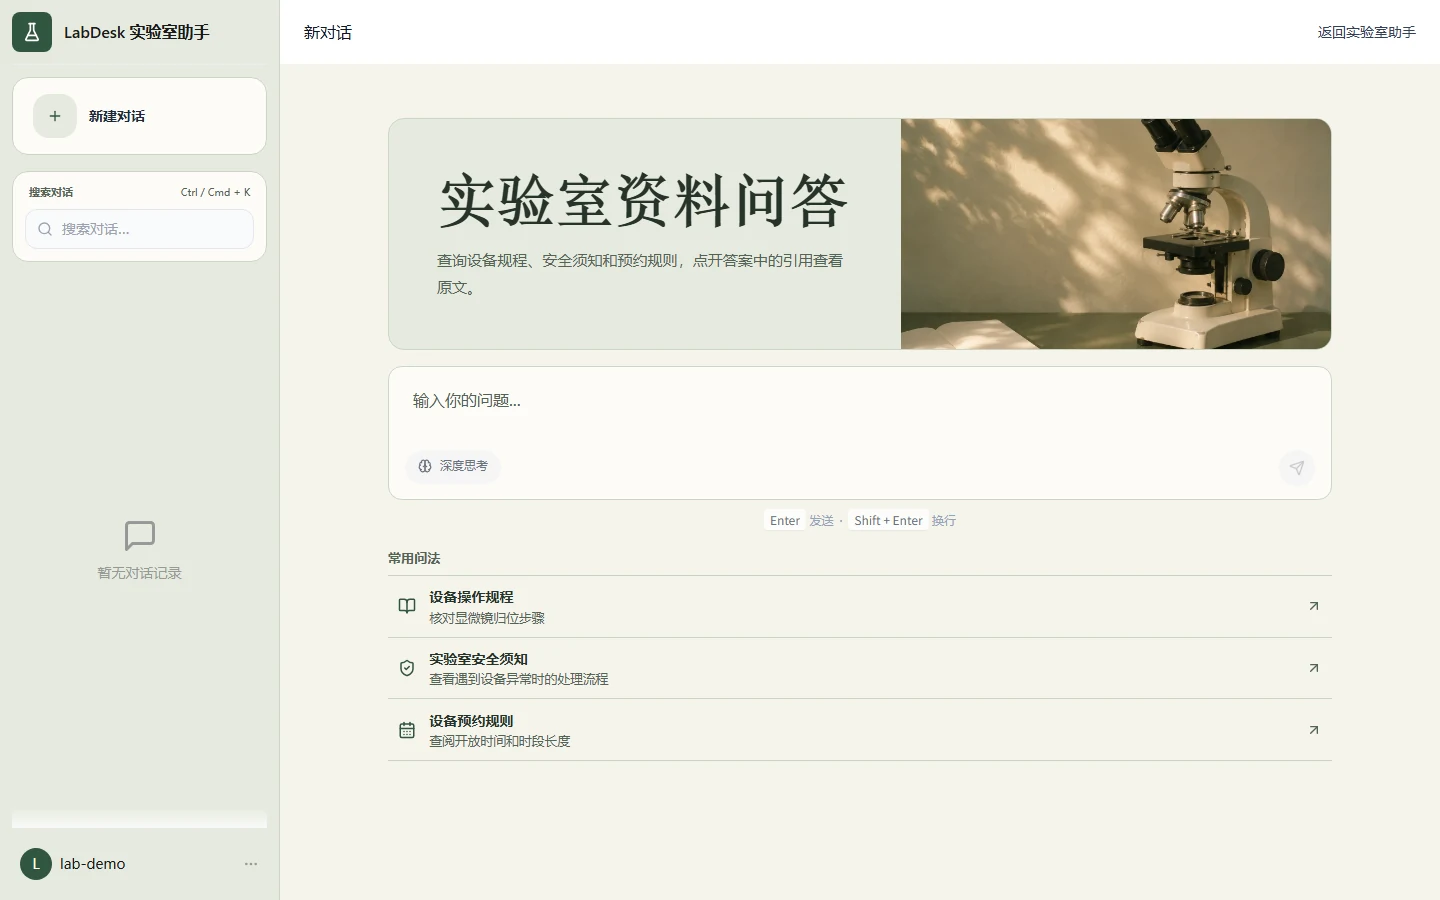 LabDesk 实验室助手
新建对话
搜索对话
Ctrl / Cmd + K
搜索对话...
暂无对话记录
L
lab-demo
新对话
返回实验室助手
实验室资料问答
查询设备规程、安全须知和预约规则，点开答案中的引用查看
原文。
输入你的问题...
深度思考
Enter 发送 · Shift + Enter 换行
常用问法
设备操作规程
核对显微镜归位步骤
实验室安全须知
查看遇到设备异常时的处理流程
设备预约规则
查阅开放时间和时段长度